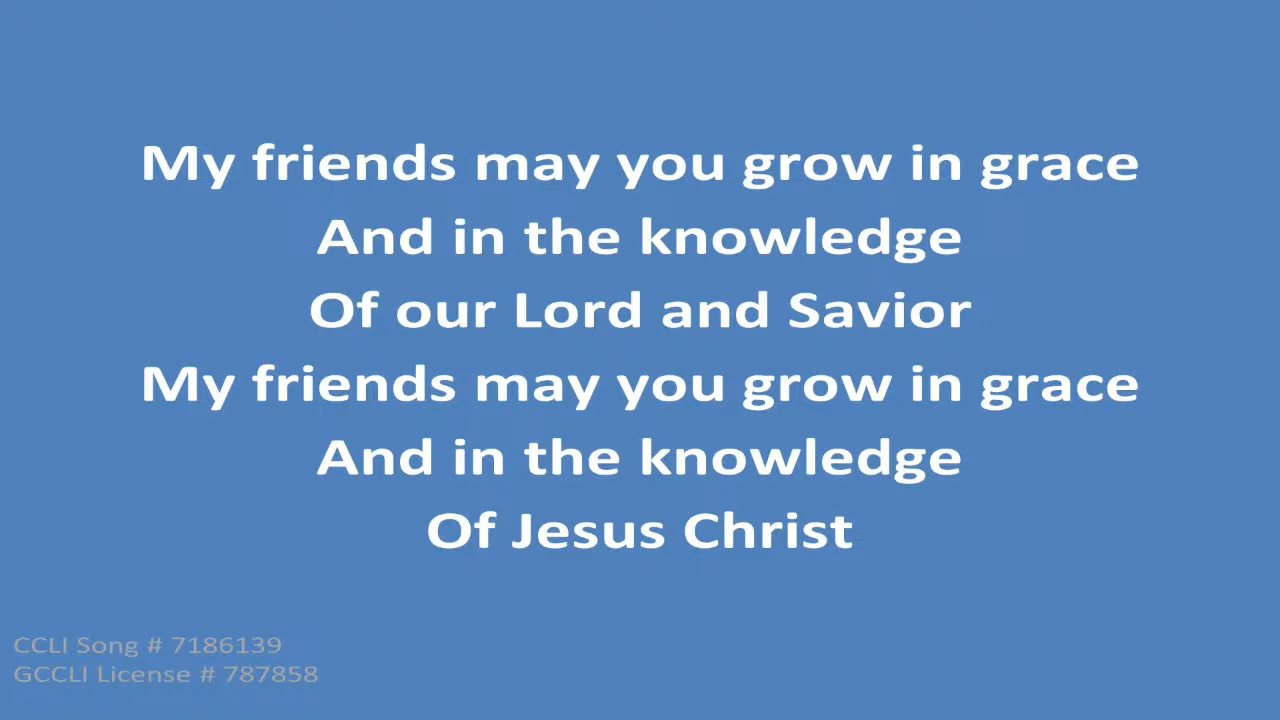 My friends may you grow in grace
And in the knowledge
Of our Lord and Savior
My friends may you grow in grace
And in the knowledge
Of Jesus Christ
CCLI Song # 7186139
GCCLI License # 787858